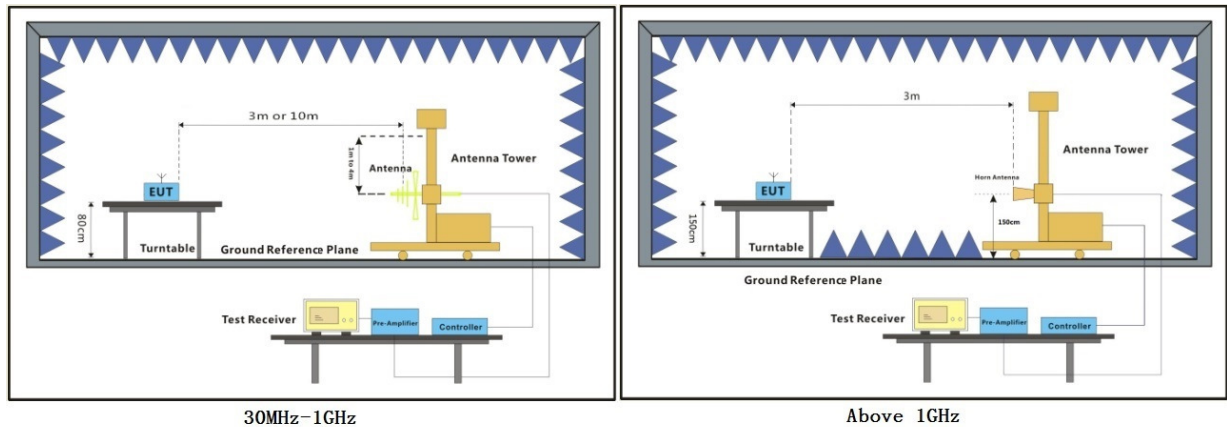 3m or 10m
1m to 4m
Antenna
Antenna Tower
EUT
80cm
Turntable
Ground Reference Plane
Test Receiver
Pre-Amplifier
Controller
30MHz-1GHz
3m
Antenna Tower
Horn Antenna
EUT
150cm
150cm
Turntable
Ground Reference Plane
Test Receiver
Pre-Amplifier
Controller
Above 1GHz